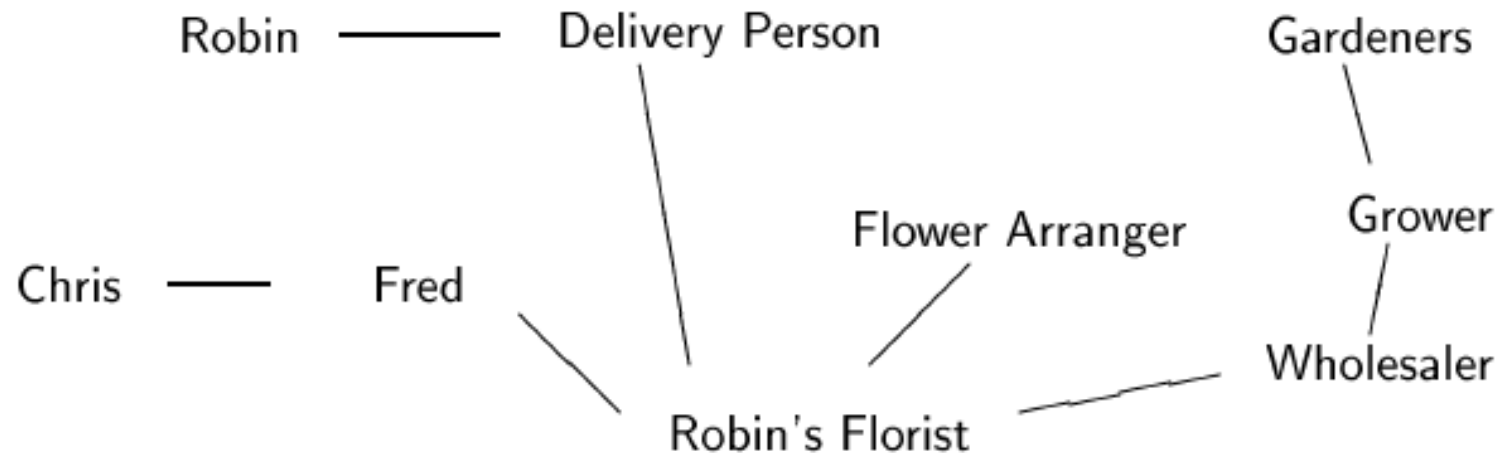 Robin
Delivery Person
Gardeners
Flower Arranger
Grower
Chris
Fred
Wholesaler
Robin's Florist